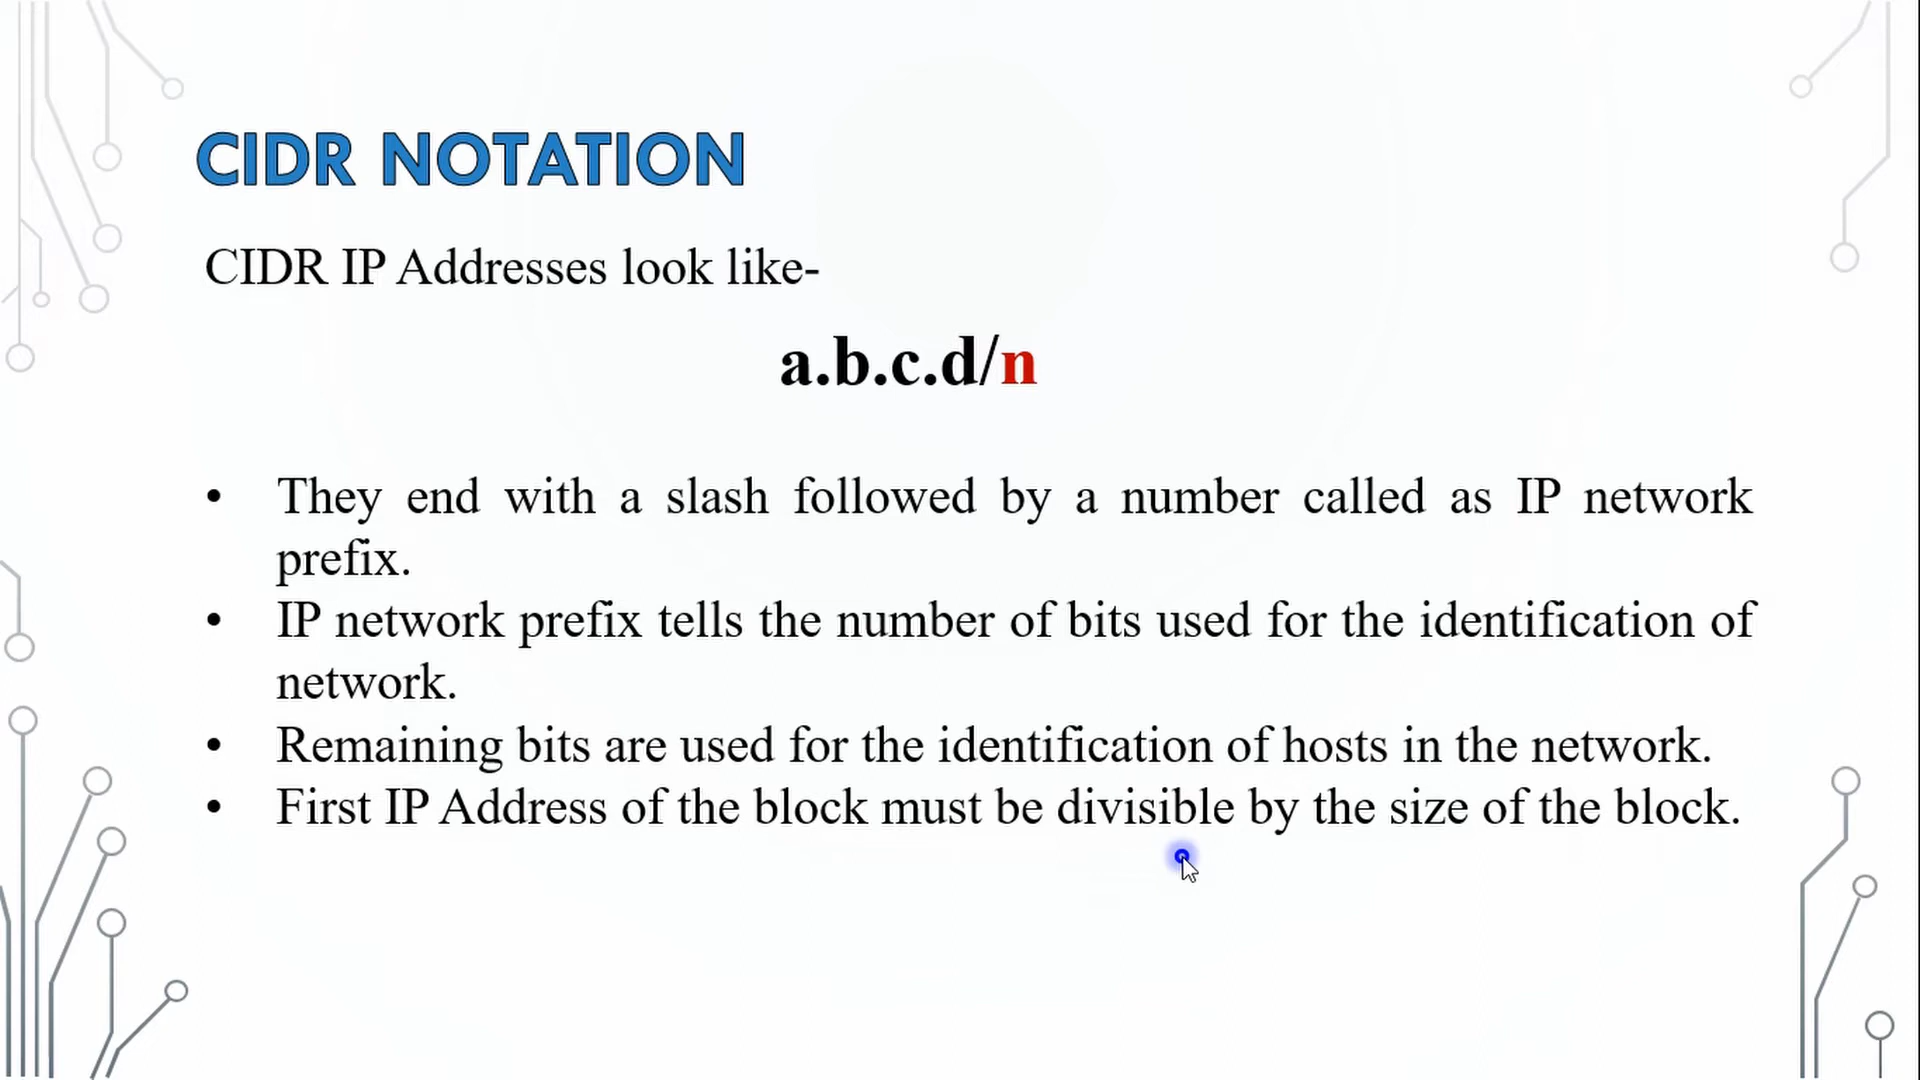 CIDR NOTATION
CIDR IP Addresses look like-
a.b.c.d/n
• They end with a slash followed by a number called as IP network
prefix.
• IP network prefix tells the number of bits used for the identification of
network.
• Remaining bits are used for the identification of hosts in the network.
• First IP Address of the block must be divisible by the size of the block.